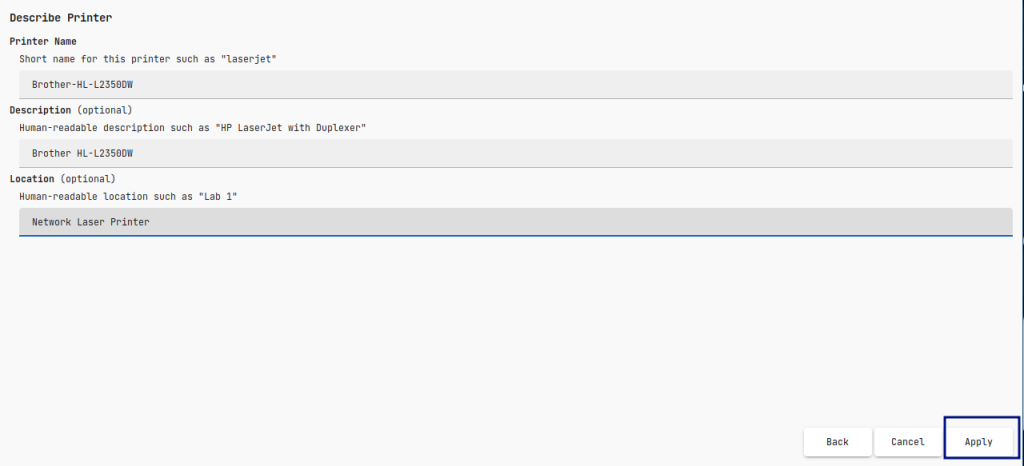 Describe Printer
Printer Name
Short name for this printer such as "laserjet"
Brother-HL-L2350DW
Description (optional)
Human-readable description such as "HP LaserJet with Duplexer"
Brother HL-L2350DW
Location (optional)
Human-readable location such as "Lab 1"
Network Laser Printer
Back Cancel Apply